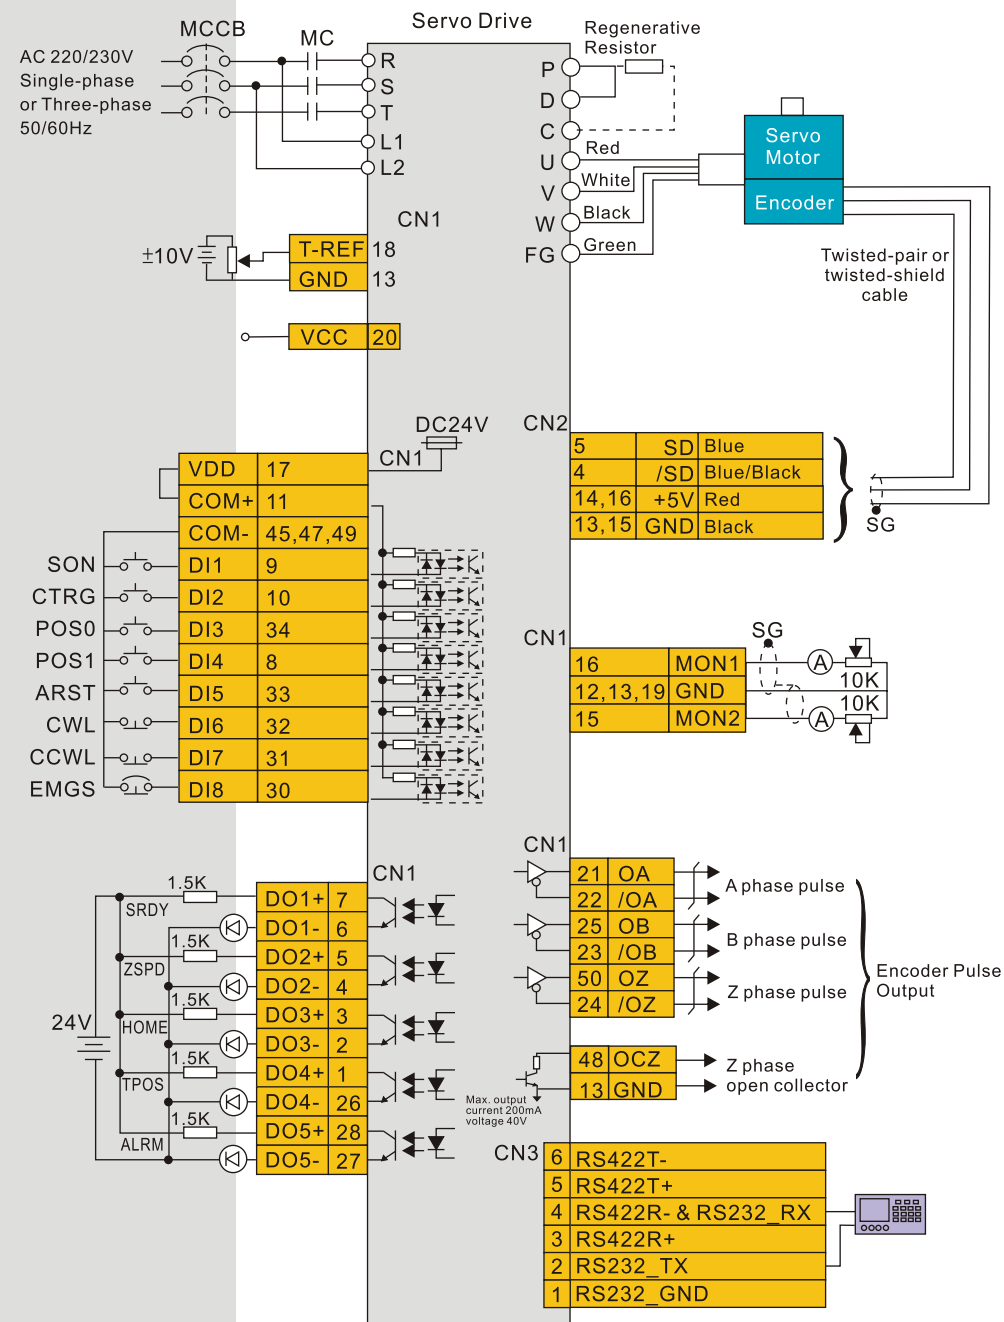 Servo Drive
MCCB
MC
AC 220/230V
Single-phase
or Three-phase
50/60Hz
R
S
T
L1
L2
Regenerative
Resistor
P
D
C
U Red
V White
W Black
FG Green
Servo
Motor
Encoder
Twisted-pair or
twisted-shield
cable
CN1
±10V
T-REF 18
GND 13
VCC 20
DC24V
CN1
VDD 17
COM+ 11
COM- 45,47,49
SON DI1 9
CTRG DI2 10
POS0 DI3 34
POS1 DI4 8
ARST DI5 33
CWL DI6 32
CCWL DI7 31
EMGS DI8 30
CN2
5 SD Blue
4 /SD Blue/Black
14,16 +5V Red
13,15 GND Black
SG
CN1
SG
16 MON1
A
10K
12,13,19 GND
10K
15 MON2
A
CN1
24V
1.5K
SRDY
DO1+ 7
DO1- 6
1.5K
ZSPD
DO2+ 5
DO2- 4
1.5K
HOME
DO3+ 3
DO3- 2
1.5K
TPOS
DO4+ 1
DO4- 26
1.5K
ALRM
DO5+ 28
DO5- 27
CN1
21 OA
22 /OA
A phase pulse
25 OB
23 /OB
B phase pulse
50 OZ
24 /OZ
Z phase pulse
Encoder Pulse
Output
48 OCZ
13 GND
Z phase
open collector
Max. output
current 200mA
voltage 40V
CN3
6 RS422T-
5 RS422T+
4 RS422R- & RS232_RX
3 RS422R+
2 RS232_TX
1 RS232_GND